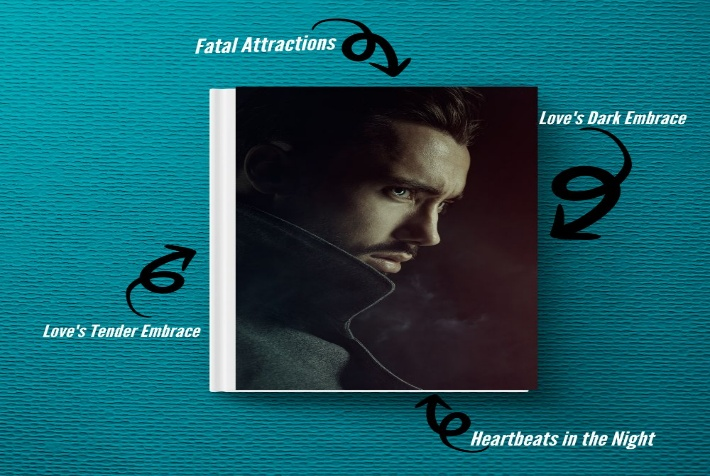 Fatal Attractions
Love's Dark Embrace
Love's Tender Embrace
Heartbeats in the Night